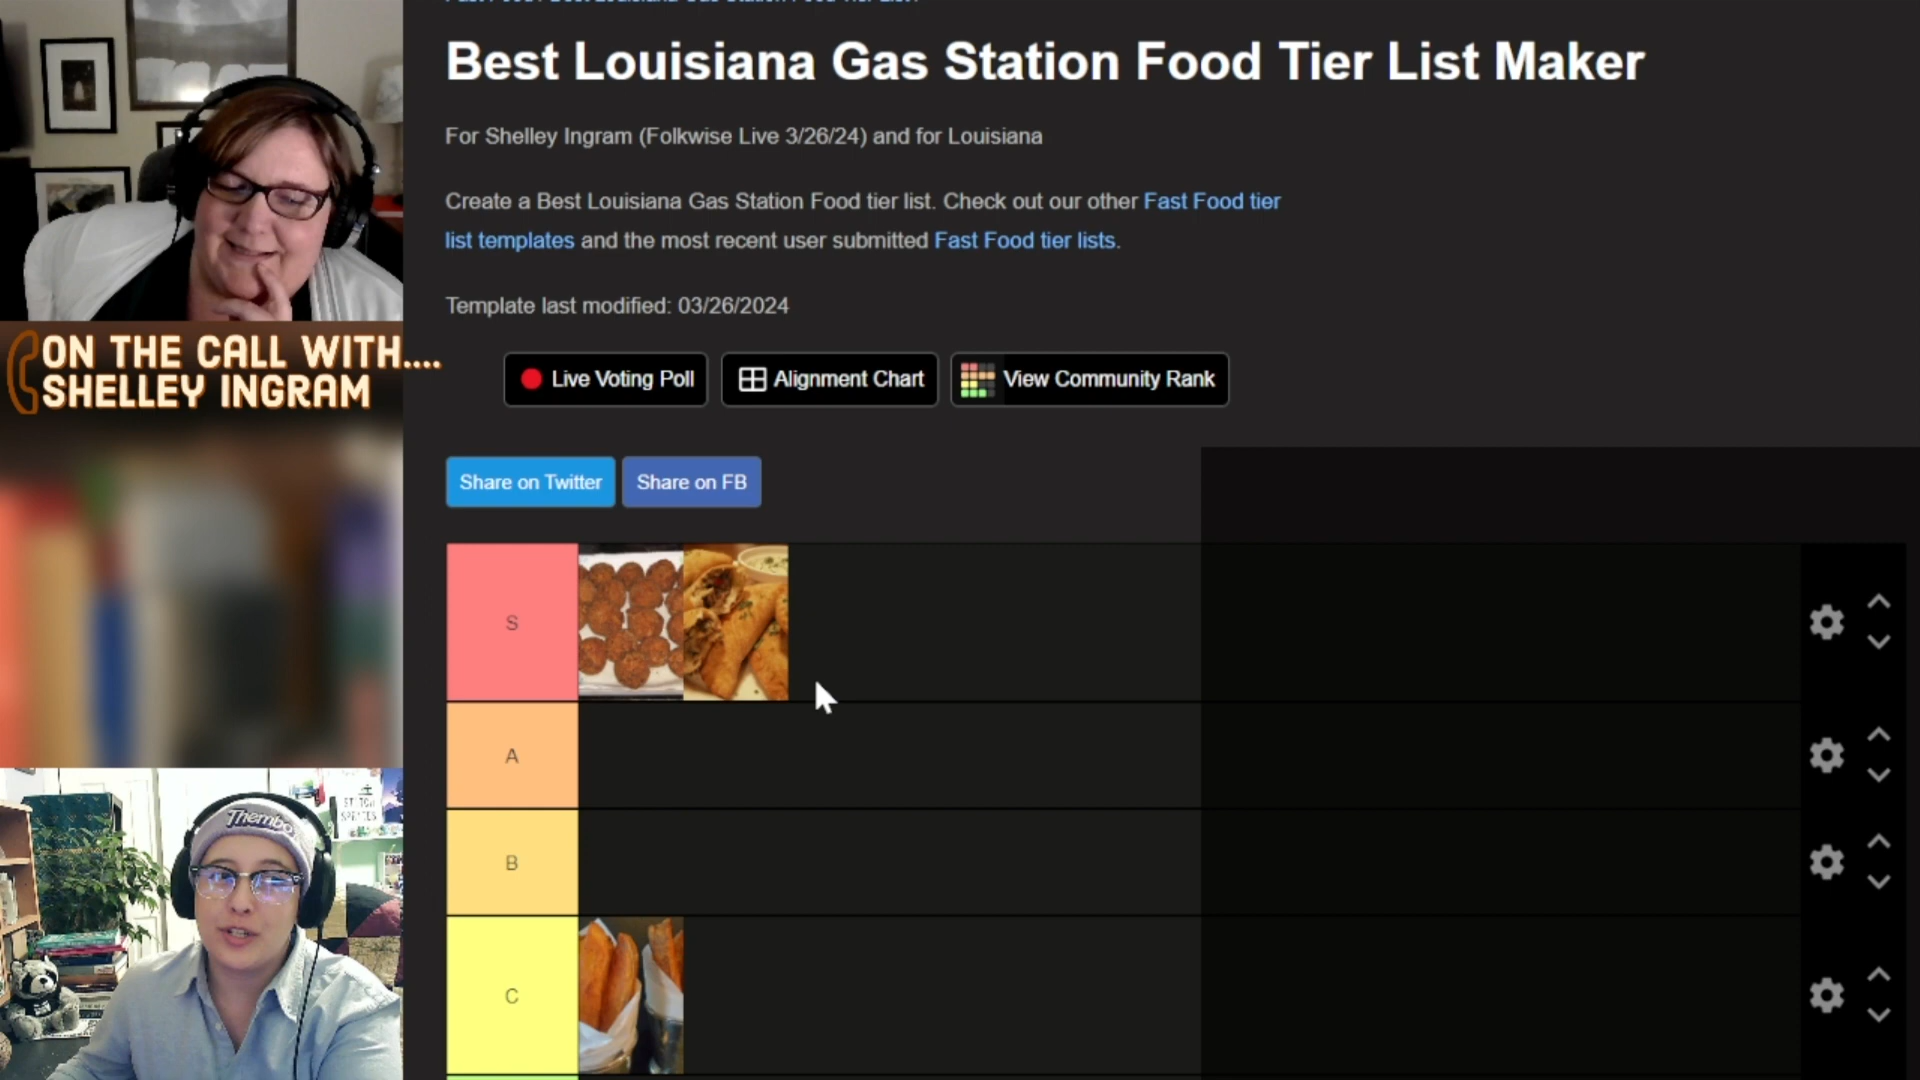 Best Louisiana Gas Station Food Tier List Maker
For Shelley Ingram (Folkwise Live 3/26/24) and for Louisiana
Create a Best Louisiana Gas Station Food tier list. Check out our other Fast Food tier
list templates and the most recent user submitted Fast Food tier lists.
Template last modified: 03/26/2024
ON THE CALL WITH....
SHELLEY INGRAM
Live Voting Poll
Alignment Chart
View Community Rank
Share on Twitter
Share on FB
S
A
B
C
Thembo